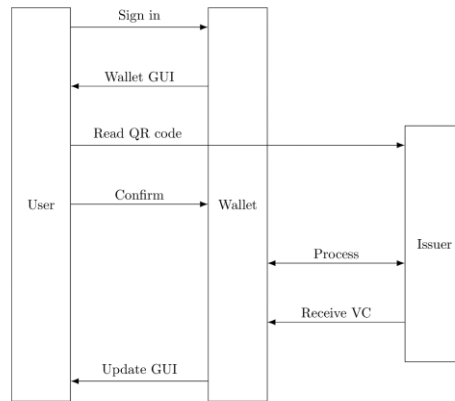 Sign in
Wallet GUI
Read QR code
User
Confirm
Wallet
Issuer
Process
Receive VC
Update GUI